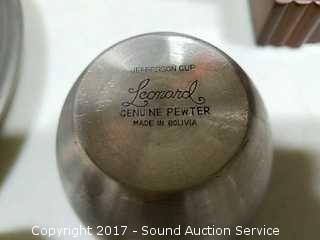 JEFFERSON CUP
Leonard
GENUINE PEWTER
MADE IN BOLIVIA
Copyright 2017 - Sound Auction Service